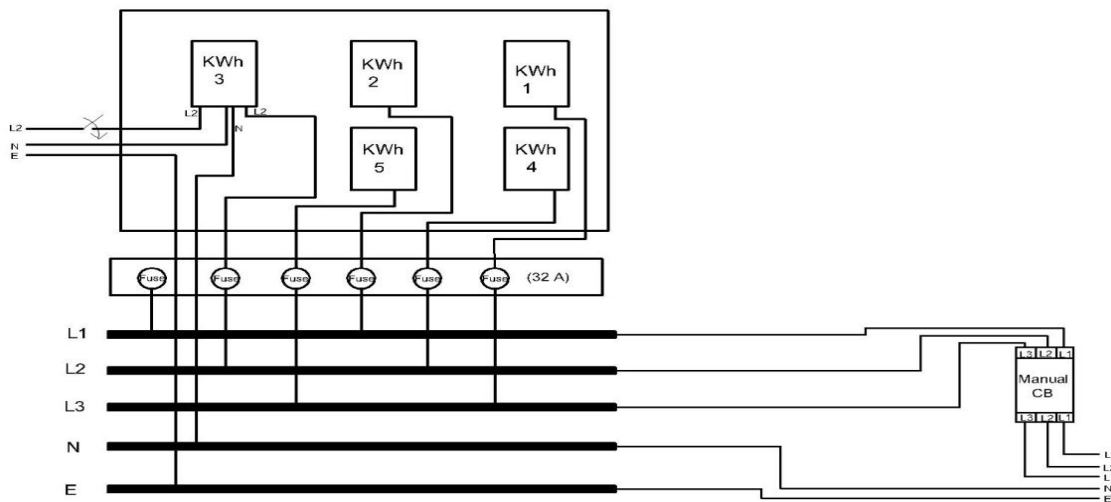 KWh
3
KWh
2
KWh
1
L2
L2
N
L2
N
E
KWh
5
KWh
4
Fuse
Fuse
Fuse
Fuse
Fuse
Fuse
(32 A)
L1
L2
L3
N
E
L3 L2 L1
Manual
CB
L3 L2 L1
N
E